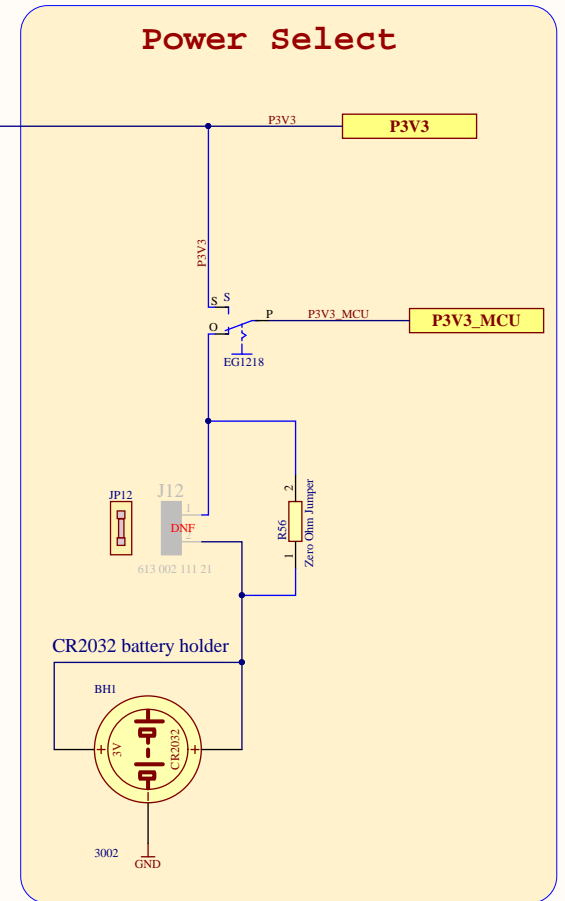 Power Select
P3V3
P3V3
P3V3
S S
P
P3V3_MCU
P3V3_MCU
O
EG1218
JP12
J12
1
DNF
2
613 002 111 21
2
R56
1
Zero Ohm Jumper
CR2032 battery holder
BH1
+
3V
CR2032
+
3002
GND